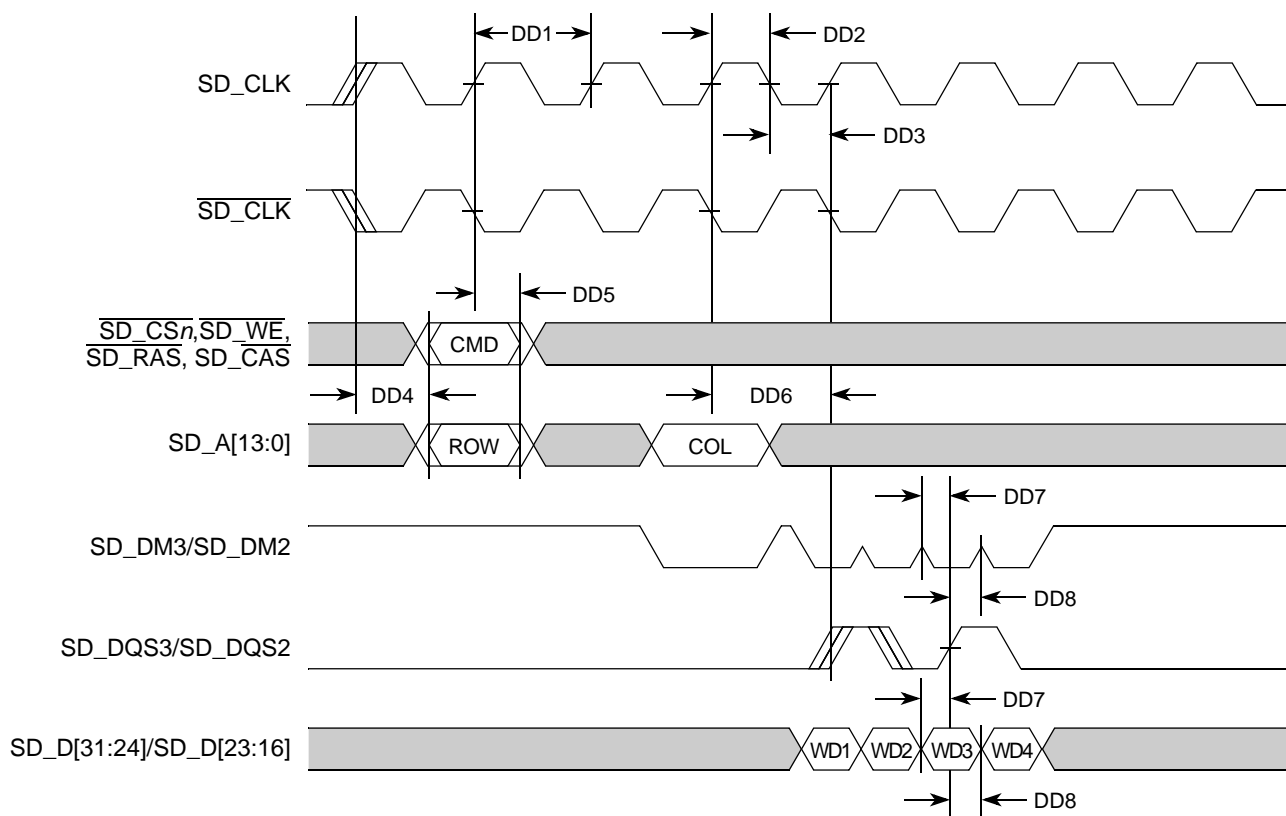 DD1
DD2
SD_CLK
DD3
SD_CLK
DD5
SD_CSn,SD_WE,
SD_RAS, SD_CAS
CMD
DD4
DD6
SD_A[13:0]
ROW
COL
DD7
SD_DM3/SD_DM2
DD8
SD_DQS3/SD_DQS2
DD7
SD_D[31:24]/SD_D[23:16]
WD1 WD2 WD3 WD4
DD8